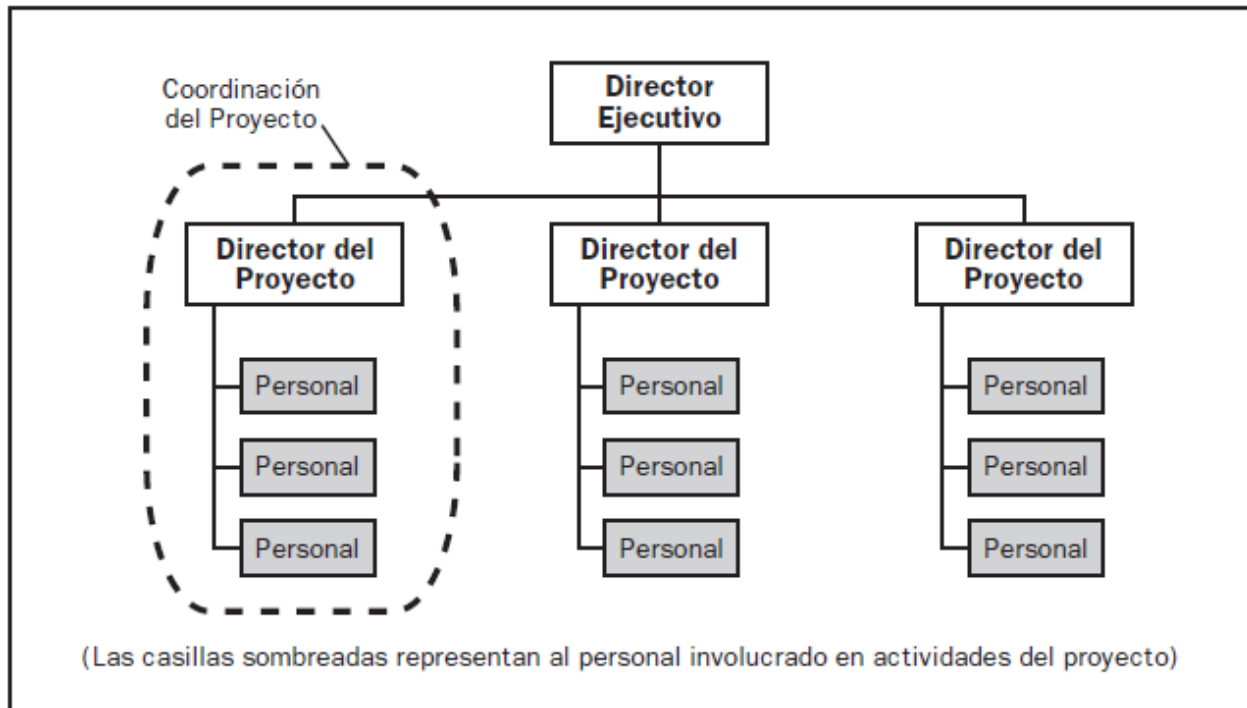 Coordinación
del Proyecto
Director
Ejecutivo
Director del
Proyecto
Director del
Proyecto
Director del
Proyecto
Personal
Personal
Personal
Personal
Personal
Personal
Personal
Personal
Personal
(Las casillas sombreadas representan al personal involucrado en actividades del proyecto)